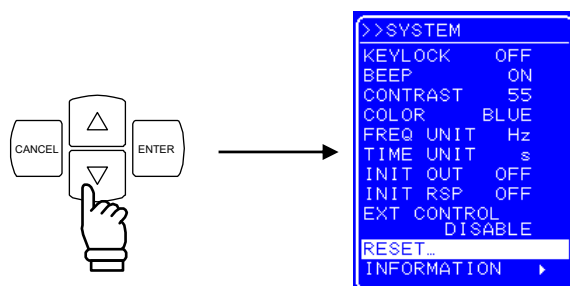 CANCEL
ENTER
>>SYSTEM
KEYLOCK OFF
BEEP ON
CONTRAST 55
COLOR BLUE
FREQ UNIT Hz
TIME UNIT s
INIT OUT OFF
INIT RSP OFF
EXT CONTROL
DISABLE
RESET…
INFORMATION